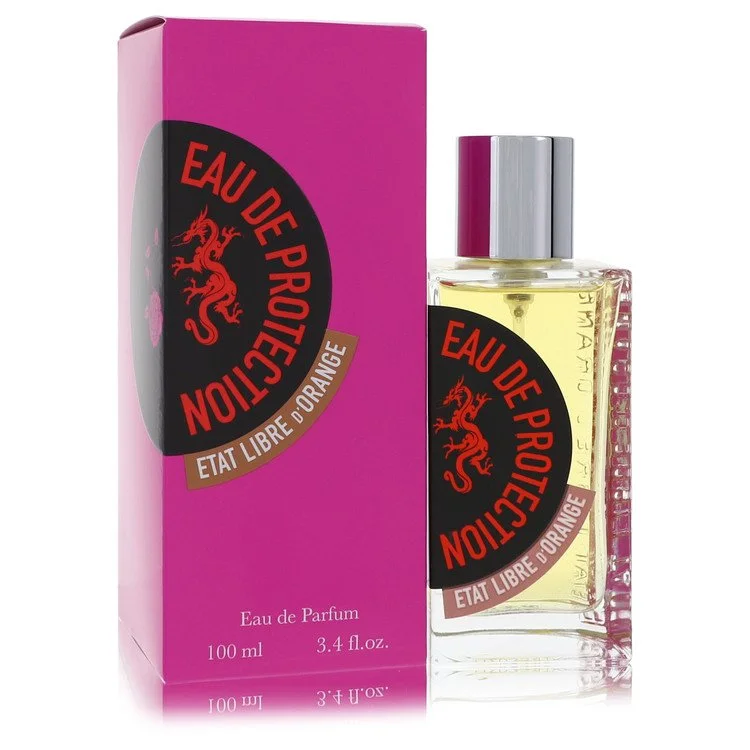 EAU DE PROTECTION
ETAT LIBRE D'ORANGE
Eau de Parfum
100 ml 3.4 fl.oz.
EAU DE PROTECTION
ETAT LIBRE D'ORANGE